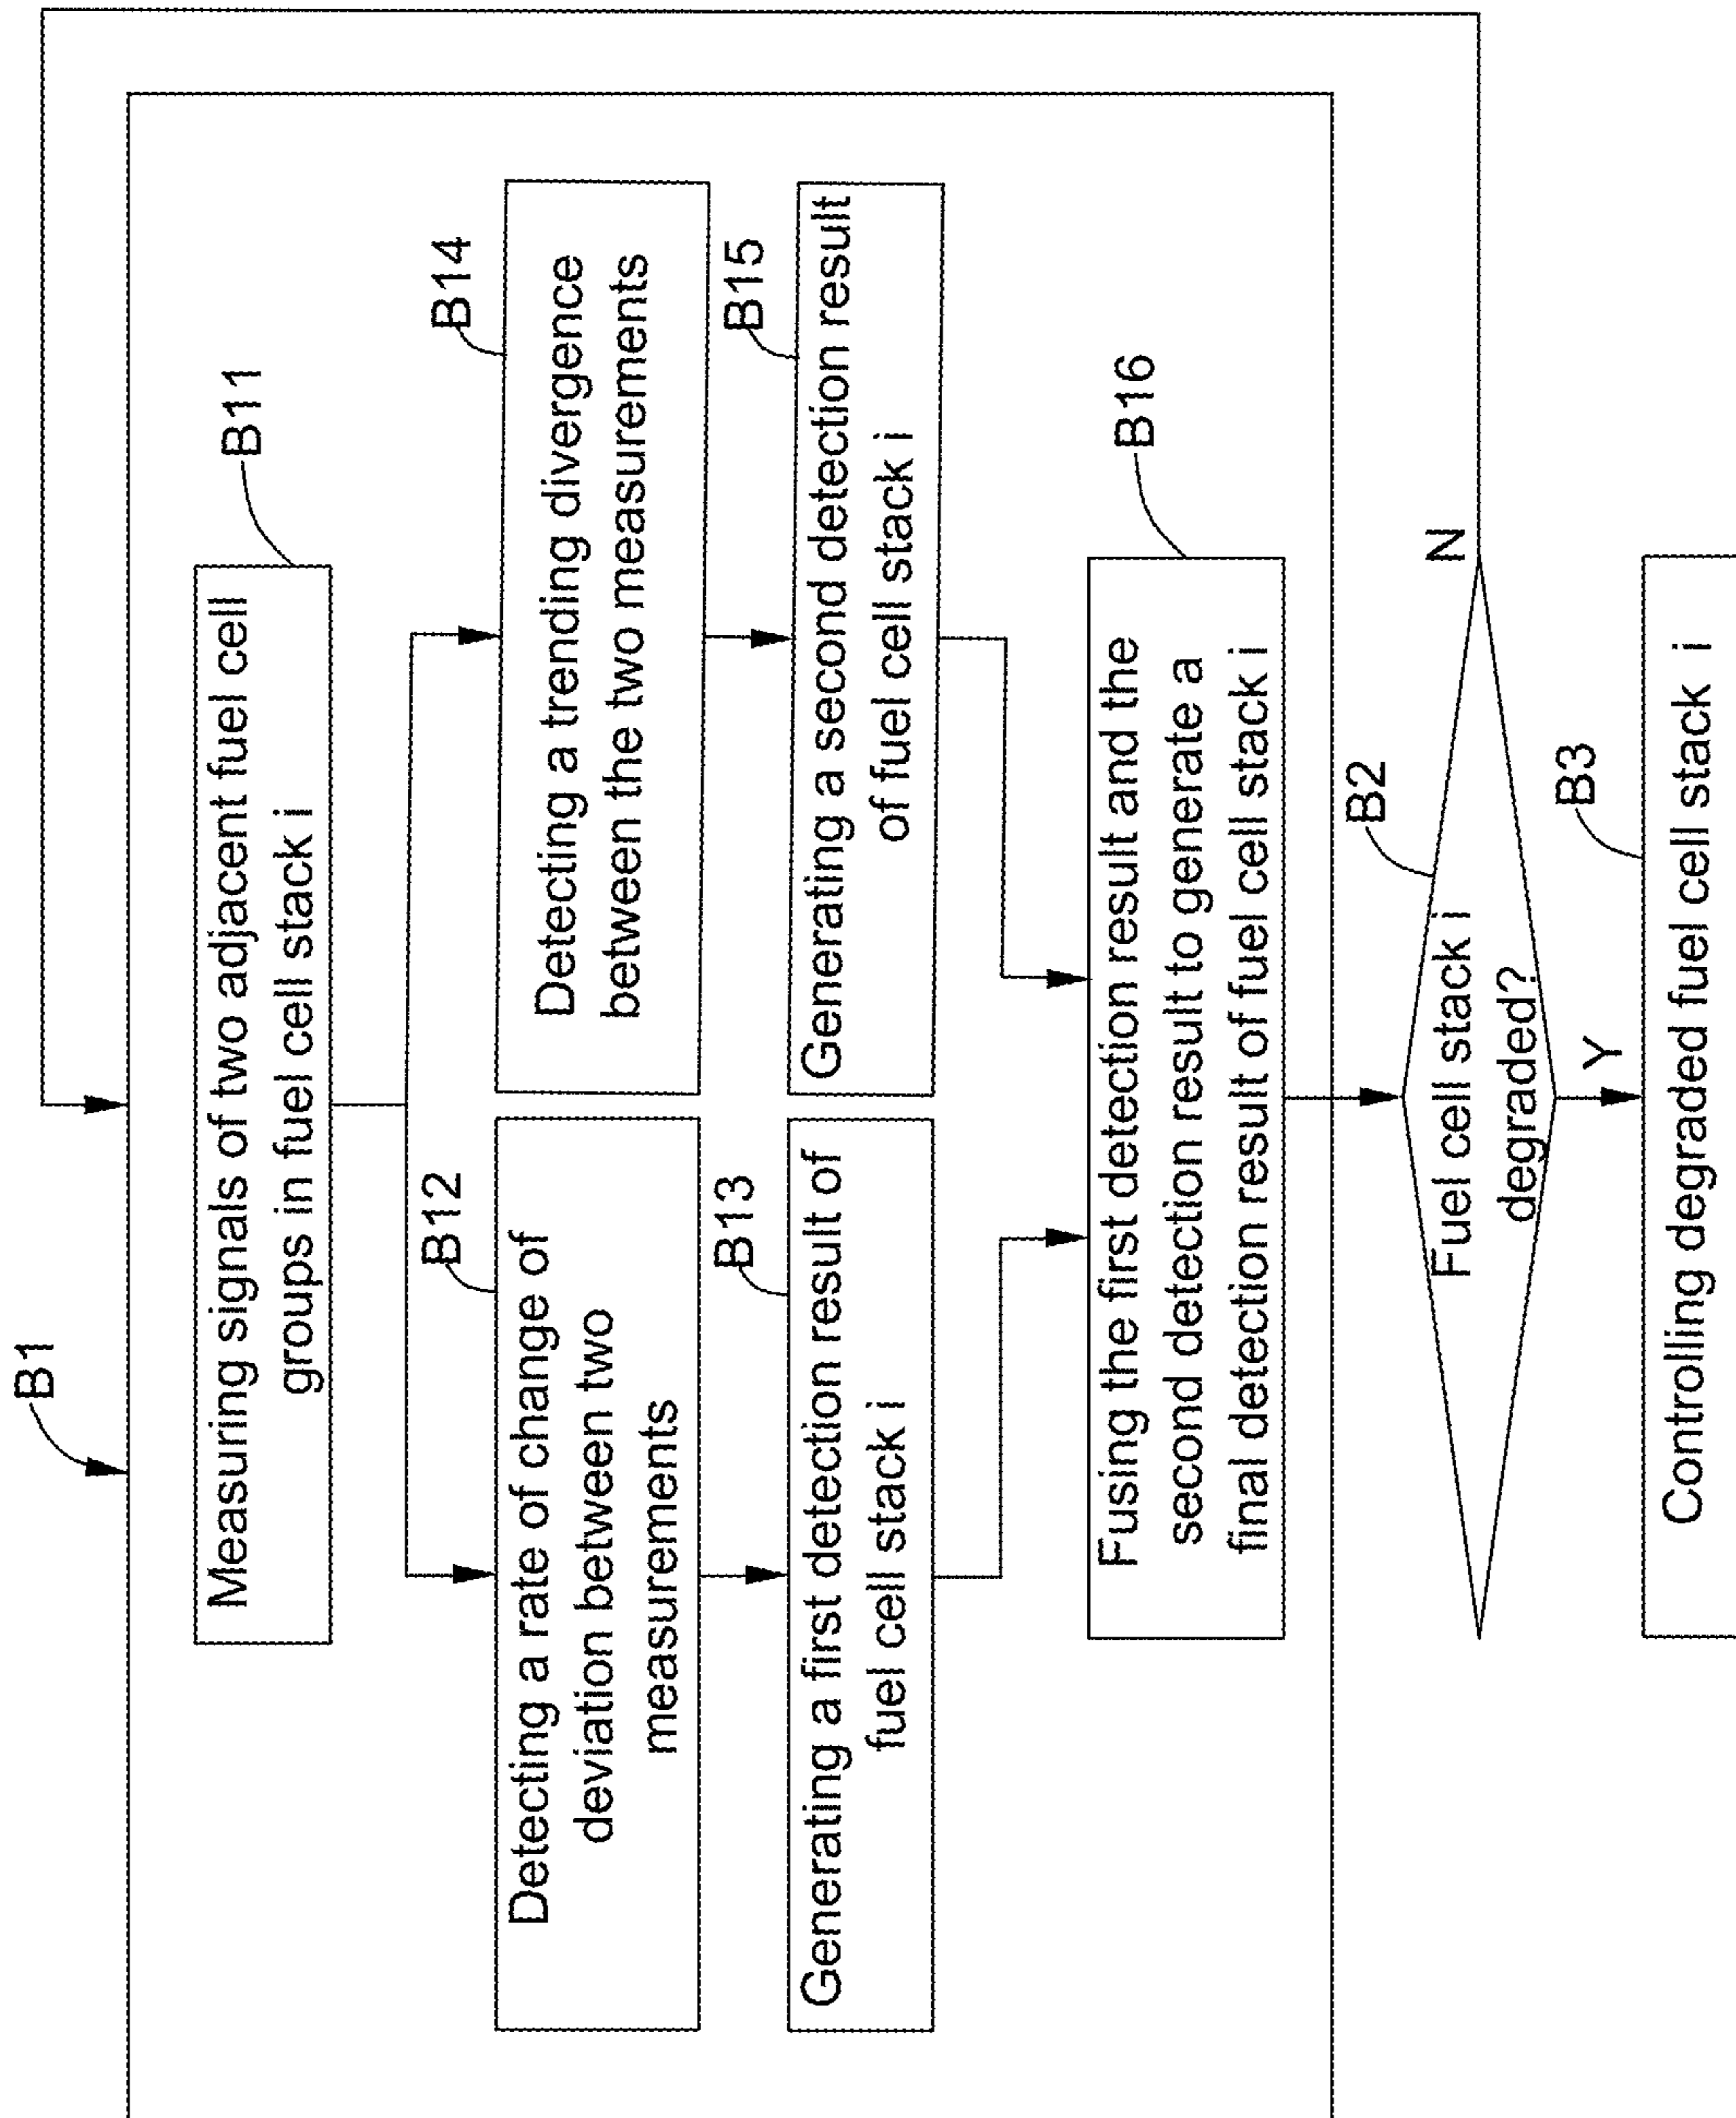 B1
Measuring signals of two adjacent fuel cell
groups in fuel cell stack i
B11
B12
Detecting a rate of change of
deviation between two
measurements
B14
Detecting a trending divergence
between the two measurements
B13
Generating a first detection result of
fuel cell stack i
B15
Generating a second detection result
of fuel cell stack i
B16
Fusing the first detection result and the
second detection result to generate a
final detection result of fuel cell stack i
B2
Fuel cell stack i
degraded?
N
Y
B3
Controlling degraded fuel cell stack i